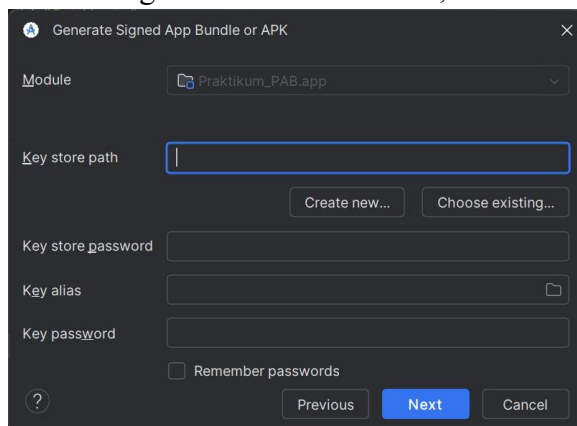 Generate Signed App Bundle or APK
Module
Praktikum_PAB.app
Key store path
Create new... Choose existing...
Key store password
Key alias
Key password
Remember passwords
? Previous Next Cancel